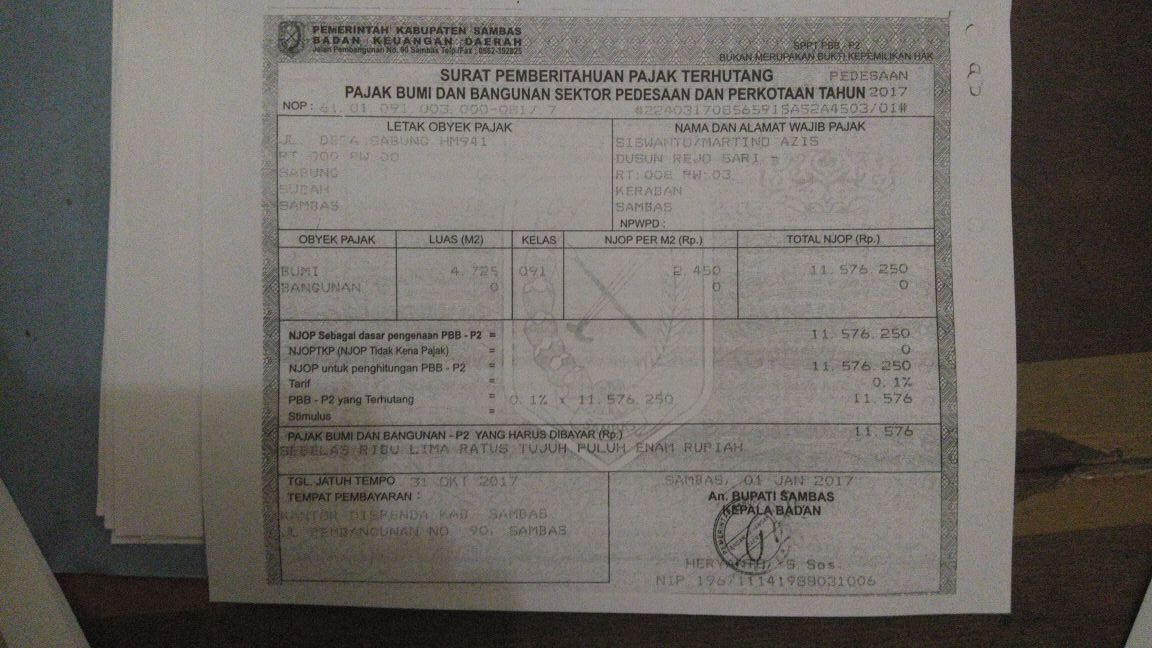 PEMERINTAH KABUPATEN SAMBAS
BADAN KEUANGAN DAERAH
Jalan Pembangunan No. 90 Sambas Telp/Fax : 0562-392825
SPPT PBB - P2
BUKAN MERUPAKAN BUKTI KEPEMILIKAN HAK
SURAT PEMBERITAHUAN PAJAK TERHUTANG PEDESAAN
PAJAK BUMI DAN BANGUNAN SEKTOR PEDESAAN DAN PERKOTAAN TAHUN 2017
NOP : 61.01.091.003.000-0817 7 #22403170856591SAS2A4503/01#
LETAK OBYEK PAJAK
JL. DESA SABUNG HM941
RT 000 RW 00
SABUNG
SUBAH
SAMBAS
NAMA DAN ALAMAT WAJIB PAJAK
SISWANTO/MARTINO AZIS
DUSUN REJO SARI -
RT:008 RW:03
KERABAN
SAMBAS
NPWPD :
OBYEK PAJAK LUAS (M2) KELAS NJOP PER M2 (Rp.) TOTAL NJOP (Rp.)
BUMI 4.725 091 2.450 11.576.250
BANGUNAN 0 0 0
NJOP Sebagai dasar pengenaan PBB - P2 = 11.576.250
NJOPTKP (NJOP Tidak Kena Pajak) = 0
NJOP untuk penghitungan PBB - P2 = 11.576.250
Tarif = 0.1%
PBB - P2 yang Terhutang = 0.1% x 11.576.250 11.576
Stimulus =
PAJAK BUMI DAN BANGUNAN - P2 YANG HARUS DIBAYAR (Rp.) 11.576
SEBELAS RIBU LIMA RATUS TUJUH PULUH ENAM RUPIAH
TGL. JATUH TEMPO 31 OKT 2017
TEMPAT PEMBAYARAN :
KANTOR DISPENDA KAB. SAMBAS
JL PEMBANGUNAN NO 90, SAMBAS
SAMBAS, 01 JAN 2017
An. BUPATI SAMBAS
KEPALA BADAN
S Sos.
NIP 196711141988031006